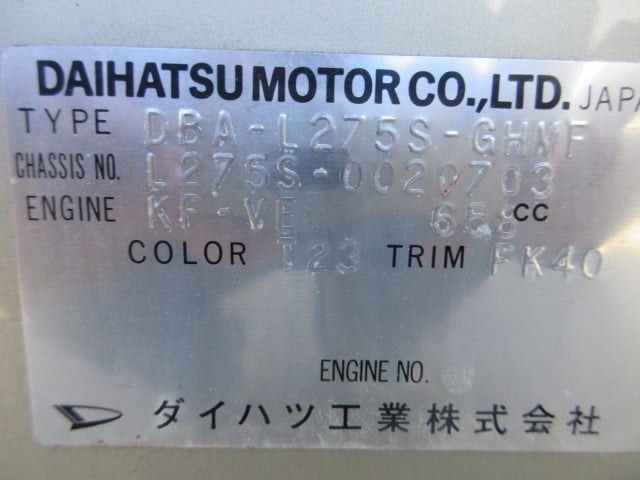 DAIHATSU MOTOR CO.,LTD. JAPA
TYPE DBA-L275S-GHMF
CHASSIS NO. L275S-0020703
ENGINE KF-VE 658 CC
COLOR T23 TRIM FK40
ENGINE NO.
ダイハツ工業株式会社